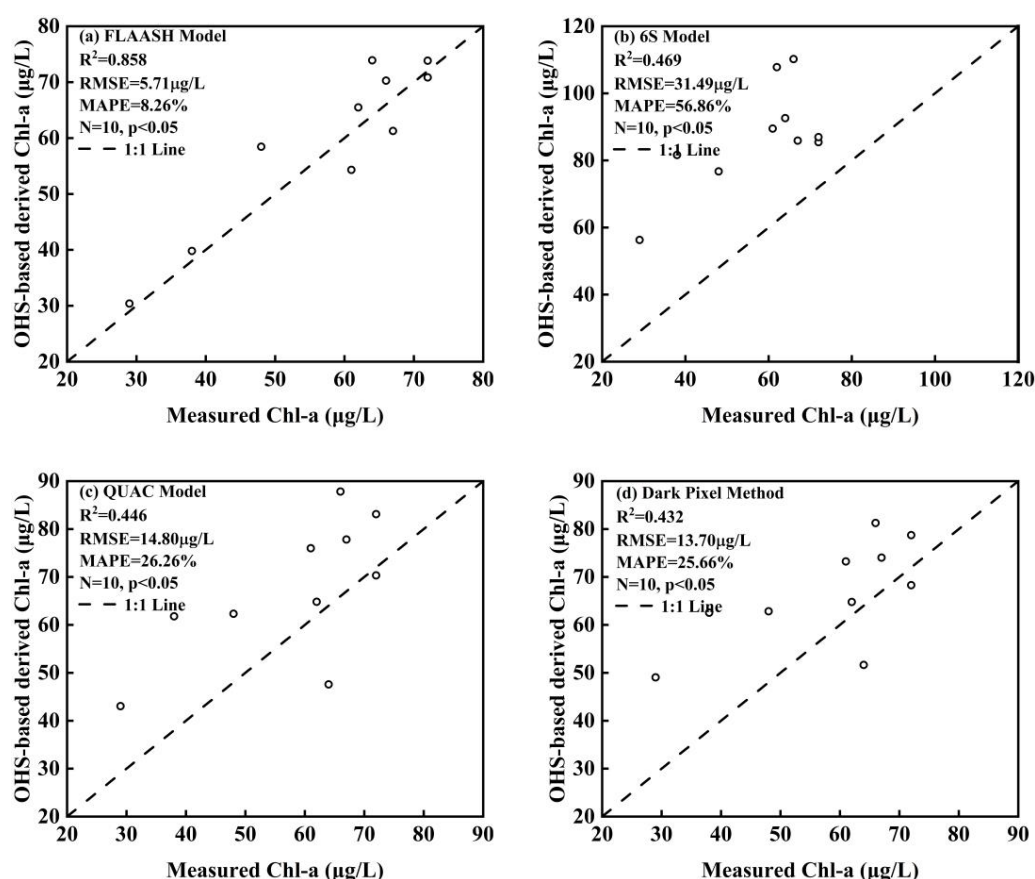 (a) FLAASH Model
R²=0.858
RMSE=5.71μg/L
MAPE=8.26%
N=10, p<0.05
1:1 Line
OHS-based derived Chl-a (μg/L)
80
70
60
50
40
30
20
20 30 40 50 60 70 80
Measured Chl-a (μg/L)
(b) 6S Model
R²=0.469
RMSE=31.49μg/L
MAPE=56.86%
N=10, p<0.05
1:1 Line
OHS-based derived Chl-a (μg/L)
120
100
80
60
40
20
20 40 60 80 100 120
Measured Chl-a (μg/L)
(c) QUAC Model
R²=0.446
RMSE=14.80μg/L
MAPE=26.26%
N=10, p<0.05
1:1 Line
OHS-based derived Chl-a (μg/L)
90
80
70
60
50
40
30
20
20 30 40 50 60 70 80 90
Measured Chl-a (μg/L)
(d) Dark Pixel Method
R²=0.432
RMSE=13.70μg/L
MAPE=25.66%
N=10, p<0.05
1:1 Line
OHS-based derived Chl-a (μg/L)
90
80
70
60
50
40
30
20
20 30 40 50 60 70 80 90
Measured Chl-a (μg/L)